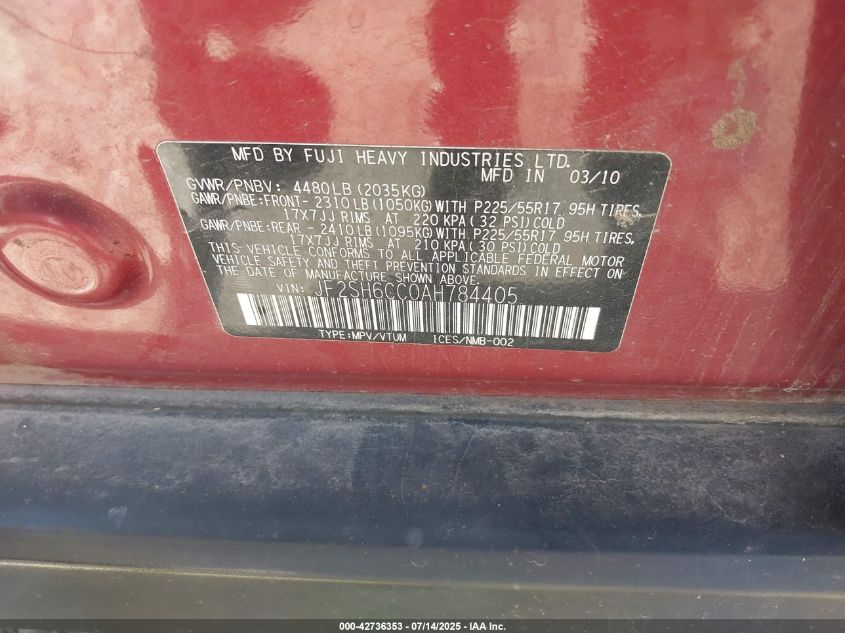 MFD BY FUJI HEAVY INDUSTRIES LTD.
MFD IN 03/10
GVWR/PNBV: 4480LB (2035KG)
GAWR/PNBE:FRONT- 2310LB(1050KG)WITH P225/55R17 95H TIRES,
17X7JJ RIMS AT 220 KPA(32 PSI)COLD
GAWR/PNBE:REAR - 2410LB(1095KG)WITH P225/55R17 95H TIRES,
17X7JJ RIMS AT 210 KPA(30 PSI)COLD
THIS VEHICLE CONFORMS TO ALL APPLICABLE FEDERAL MOTOR
VEHICLE SAFETY AND THEFT PREVENTION STANDARDS IN EFFECT ON
THE DATE OF MANUFACTURE SHOWN ABOVE.
VIN: JF2SH6CC0AH784405
TYPE:MPV/VTUM ICES/NMB-002
000-42736353 - 07/14/2025 - IAA Inc.